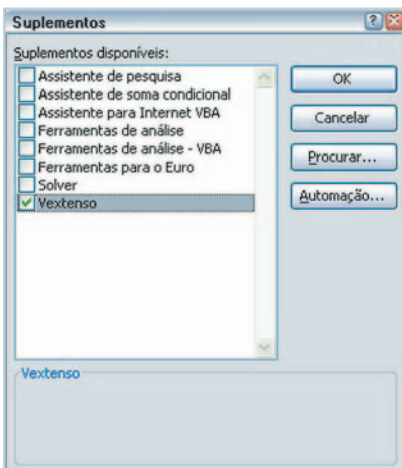 Suplementos
Suplementos disponíveis:
Assistente de pesquisa
Assistente de soma condicional
Assistente para Internet VBA
Ferramentas de análise
Ferramentas de análise - VBA
Ferramentas para o Euro
Solver
Vextenso
OK
Cancelar
Procurar...
Automação...
Vextenso